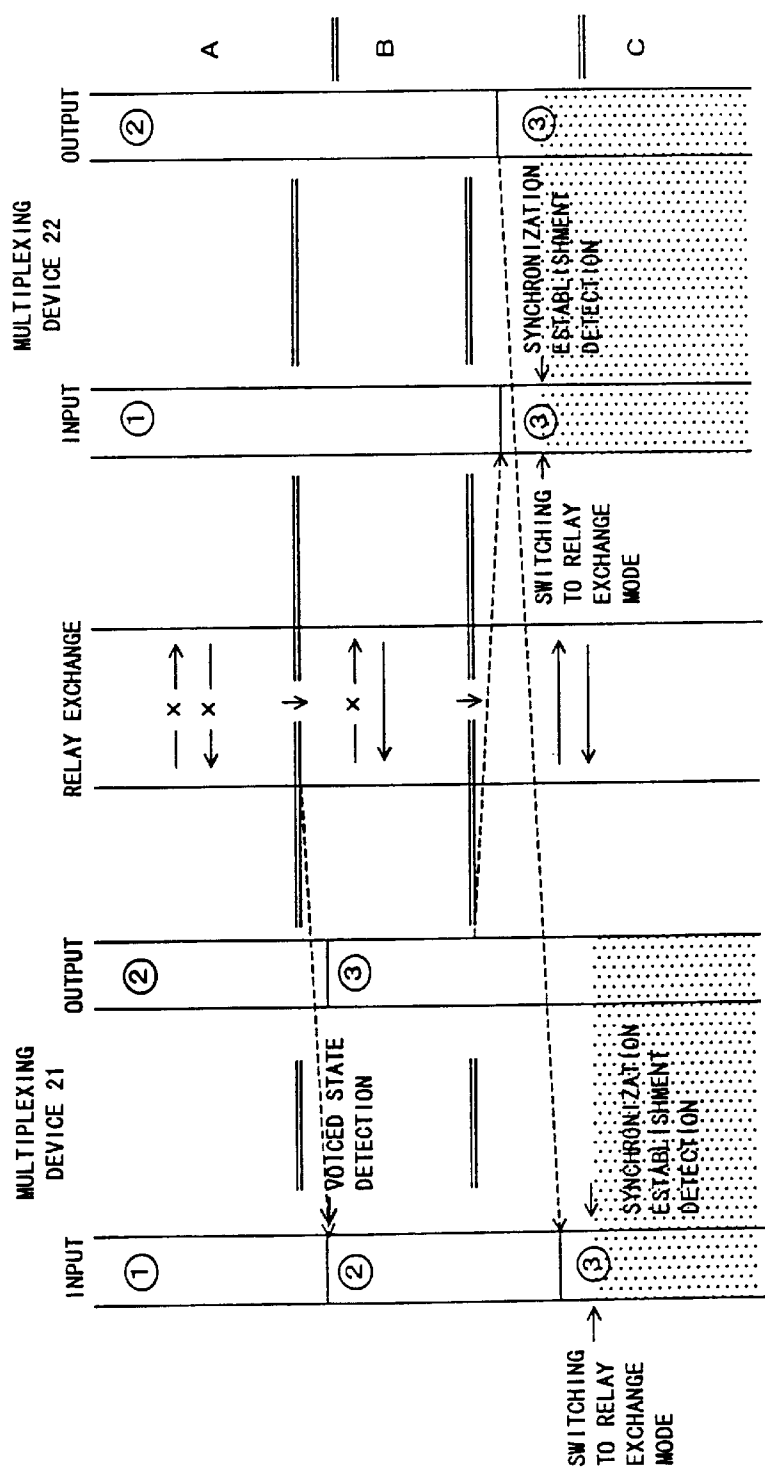 MULTIPLEXING
DEVICE 21
MULTIPLEXING
DEVICE 22
INPUT
OUTPUT
RELAY EXCHANGE
INPUT
OUTPUT
①
②
①
②
A
x
x
VOICED STATE
DETECTION
②
③
x
B
SWITCHING
TO RELAY
EXCHANGE
MODE
③
SYNCHRONIZATION
ESTABLISHMENT
DETECTION
SWITCHING
TO RELAY
EXCHANGE
MODE
③
SYNCHRONIZATION
ESTABLISHMENT
DETECTION
③
C